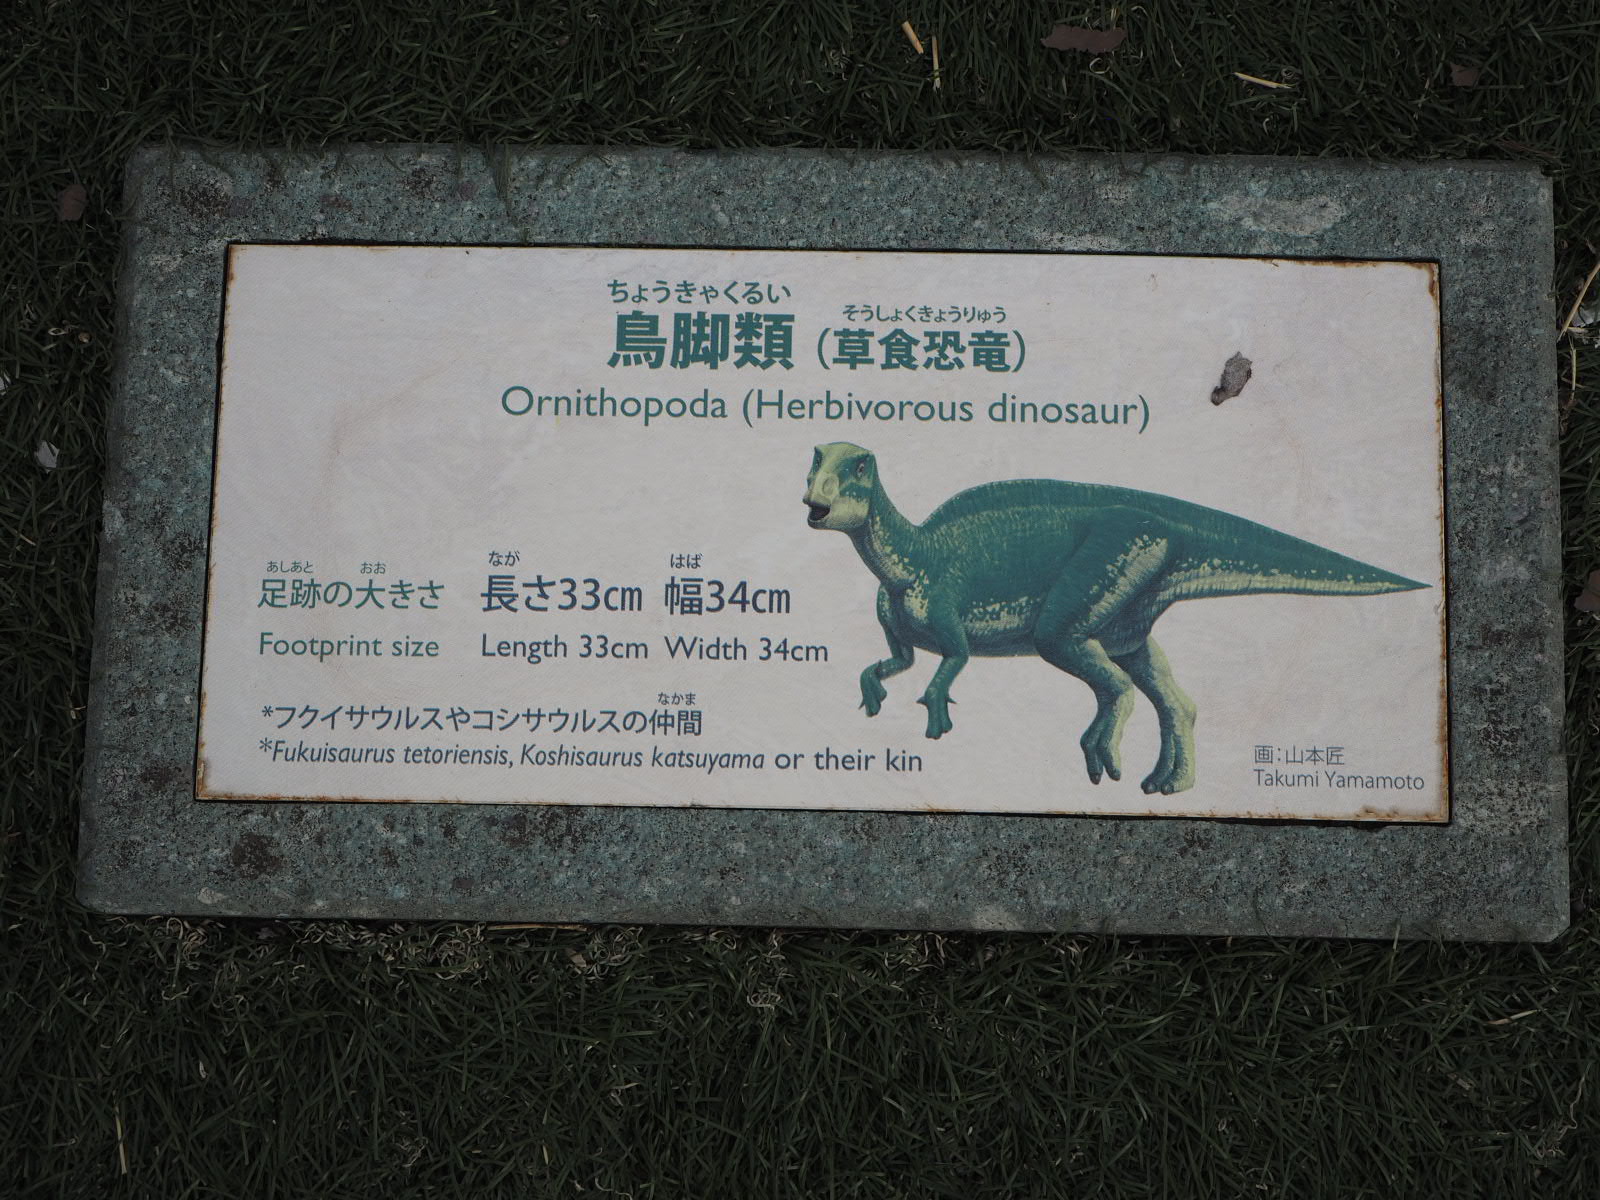 ちょうきゃくるい そうしょくきょうりゅう
鳥脚類 (草食恐竜)
Ornithopoda (Herbivorous dinosaur)
あしあと おお なが はば
足跡の大きさ 長さ33cm 幅34cm
Footprint size Length 33cm Width 34cm
なかま
*フクイサウルスやコシサウルスの仲間
*Fukuisaurus tetoriensis, Koshisaurus katsuyama or their kin
画:山本匠
Takumi Yamamoto